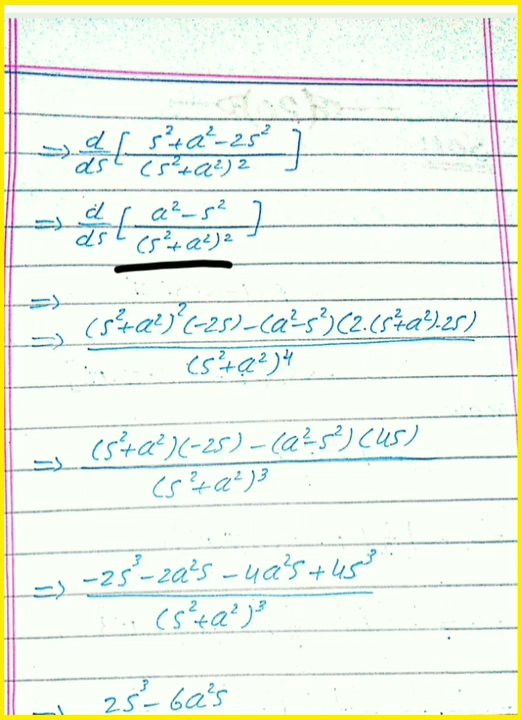 => d/ds [ s²+a²-2s² / (s²+a²)2 ]
=> d/ds [ a²-s² / (s²+a²)2 ]
=>
=> (s²+a²)²(-2s)-(a²-s²)(2.(s²+a²).2s) / (s²+a²)4
=> (s²+a²)(-2s) - (a²-s²)(4s) / (s²+a²)³
=> -2s³-2a²s-4a²s+4s³ / (s²+a²)³
2s³-6a²s